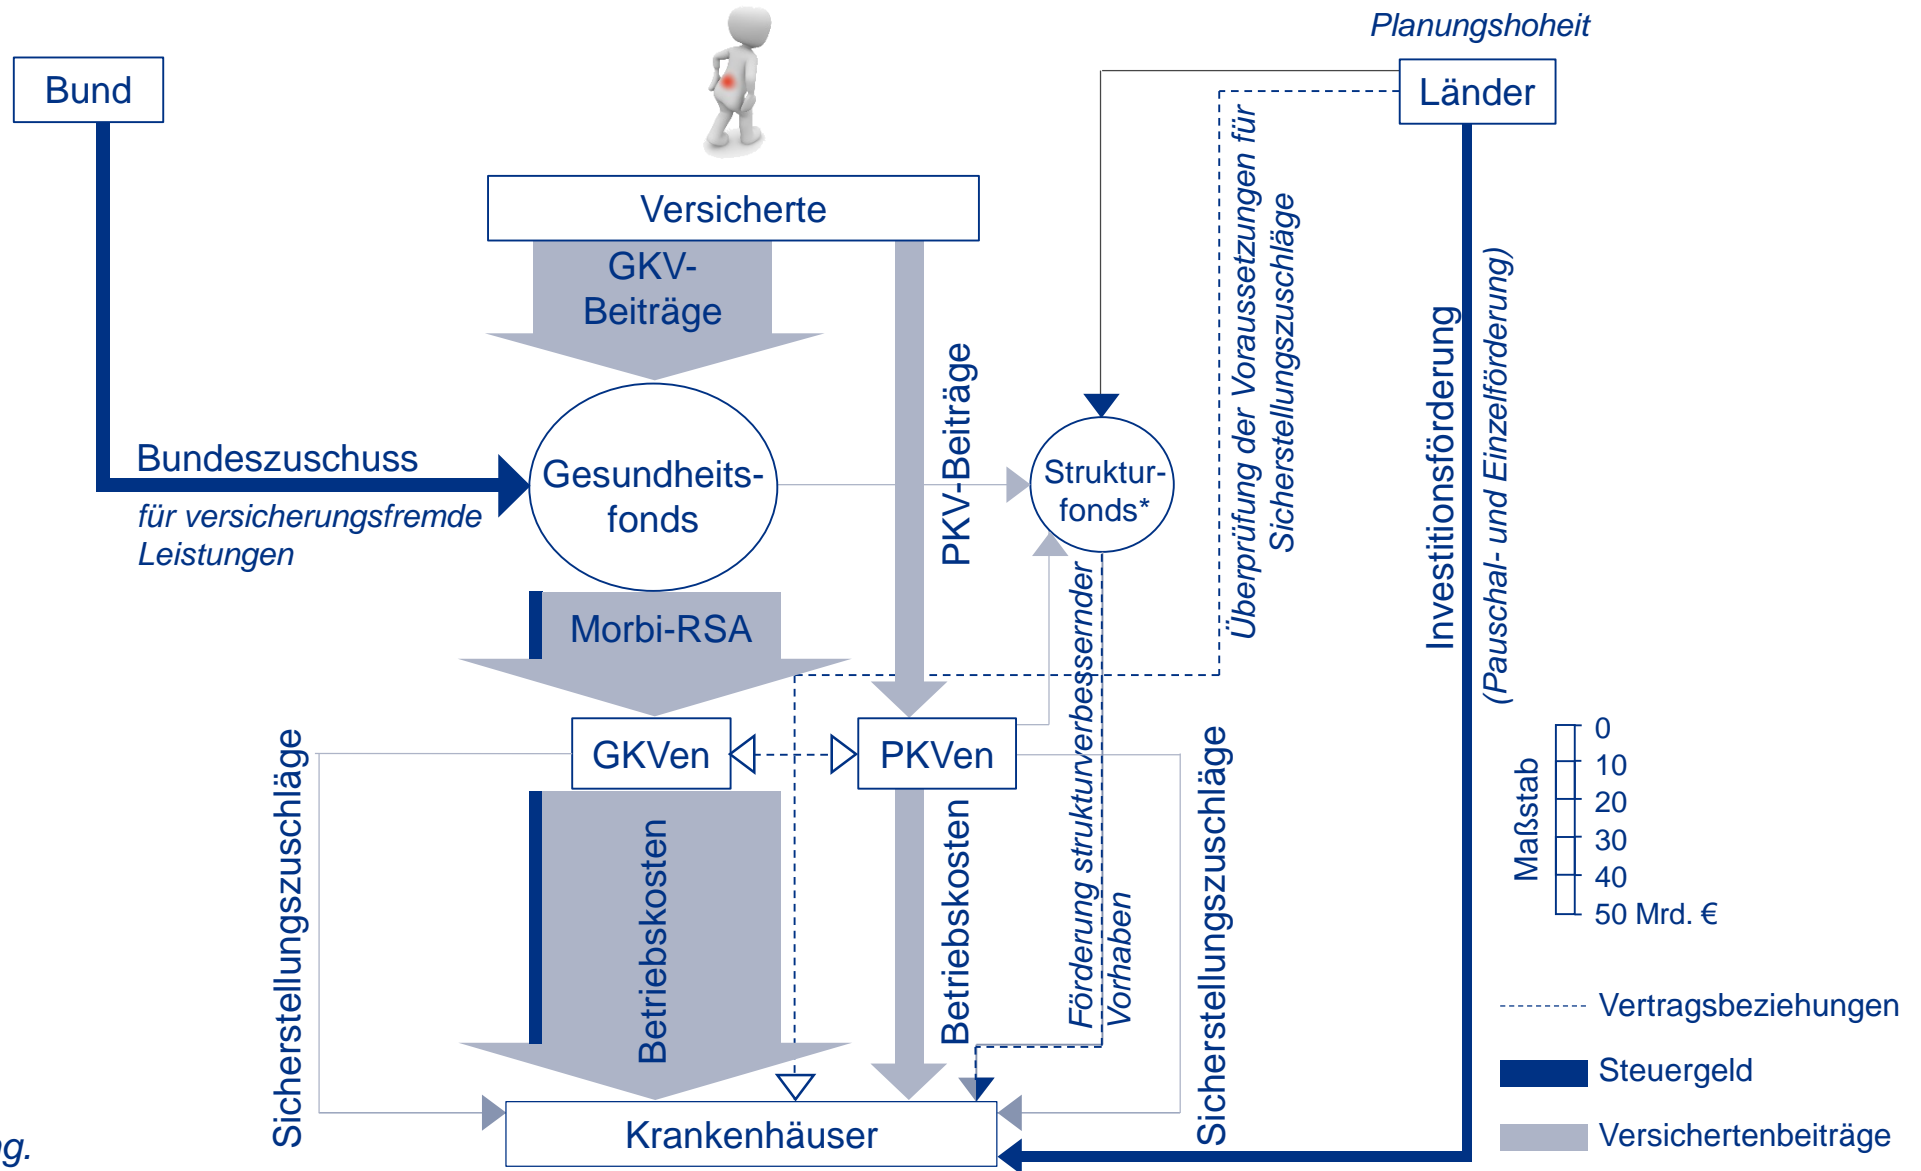 Planungshoheit
Bund
Länder
Versicherte
GKV-
Beiträge
PKV-Beiträge
Überprüfung der Voraussetzungen für
Sicherstellungszuschläge
Investitionsförderung
(Pauschal- und Einzelförderung)
Bundeszuschuss
für versicherungsfremde
Leistungen
Gesundheits-
fonds
Struktur-
fonds*
Morbi-RSA
GKVen
PKVen
Sicherstellungszuschläge
Betriebskosten
Betriebskosten
Förderung strukturverbessernder
Vorhaben
Sicherstellungszuschläge
Maßstab
0
10
20
30
40
50 Mrd. €
Vertragsbeziehungen
Steuergeld
Versichertenbeiträge
Krankenhäuser